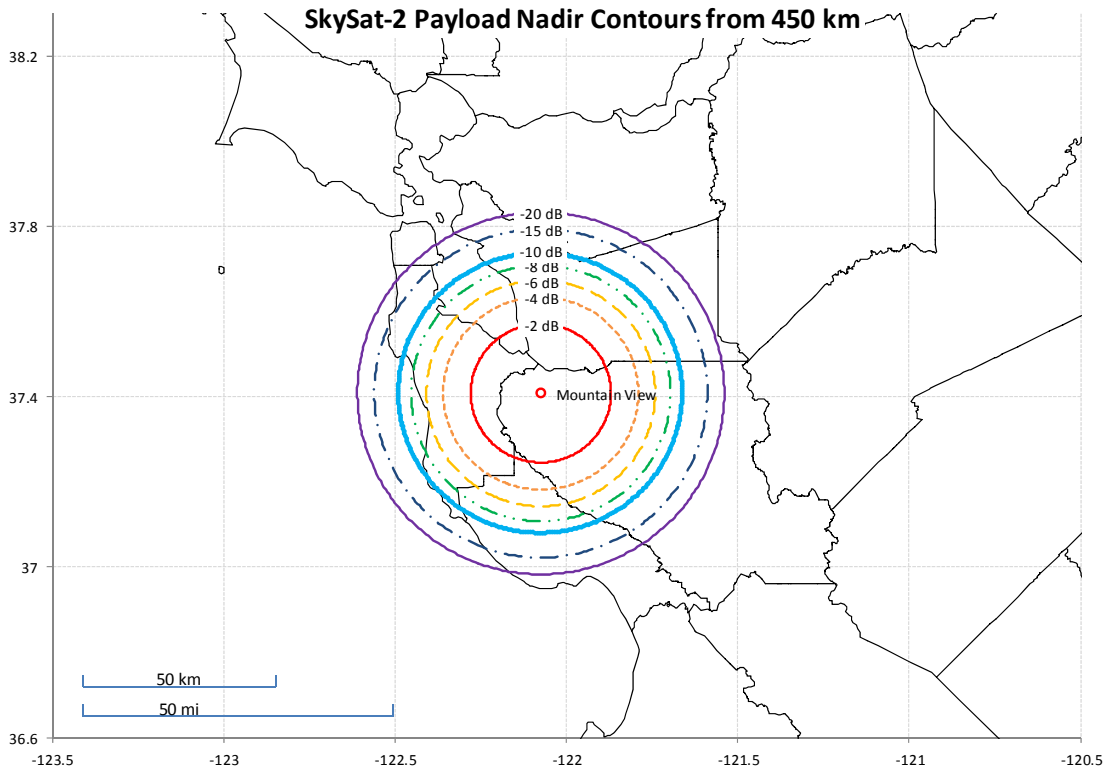 SkySat-2 Payload Nadir Contours from 450 km
38.2
37.8
37.4
37
36.6
-20 dB
-15 dB
-10 dB
-8 dB
-6 dB
-4 dB
-2 dB
Mountain View
50 km
50 mi
-123.5
-123
-122.5
-122
-121.5
-121
-120.5